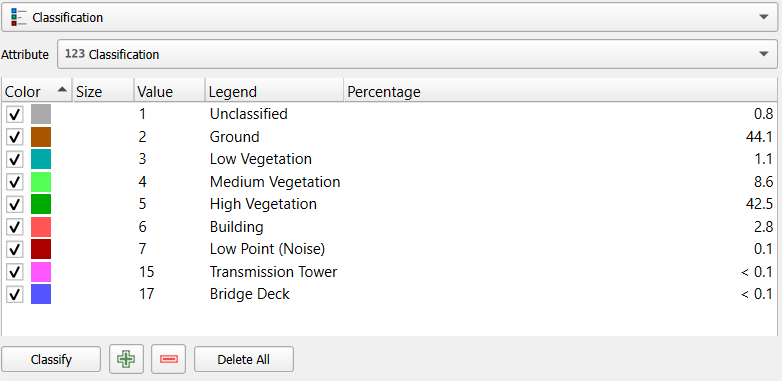 Classification
Attribute 123 Classification
Color Size Value Legend Percentage
1 Unclassified 0.8
2 Ground 44.1
3 Low Vegetation 1.1
4 Medium Vegetation 8.6
5 High Vegetation 42.5
6 Building 2.8
7 Low Point (Noise) 0.1
15 Transmission Tower < 0.1
17 Bridge Deck < 0.1
Classify Delete All